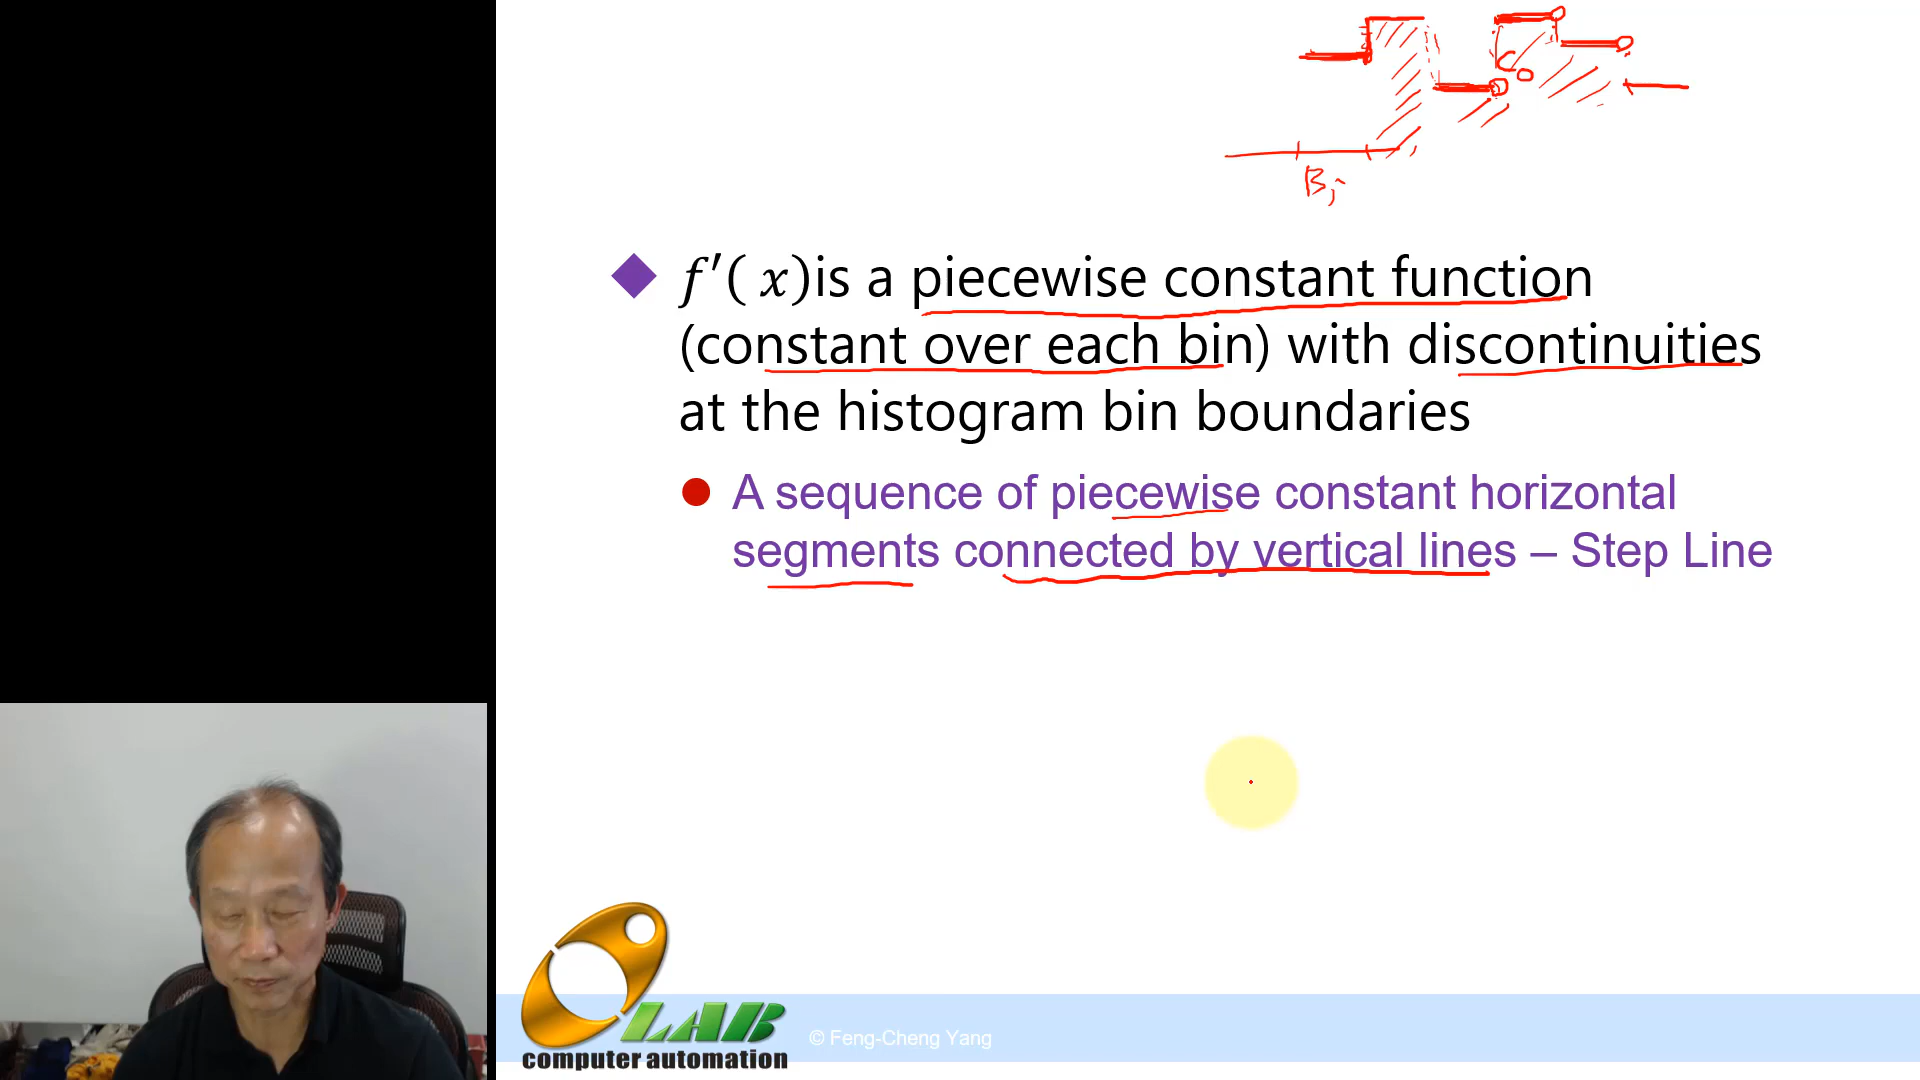 Bj
f′( x)is a piecewise constant function
(constant over each bin) with discontinuities
at the histogram bin boundaries
A sequence of piecewise constant horizontal
segments connected by vertical lines – Step Line
LAB
computer automation
© Feng-Cheng Yang